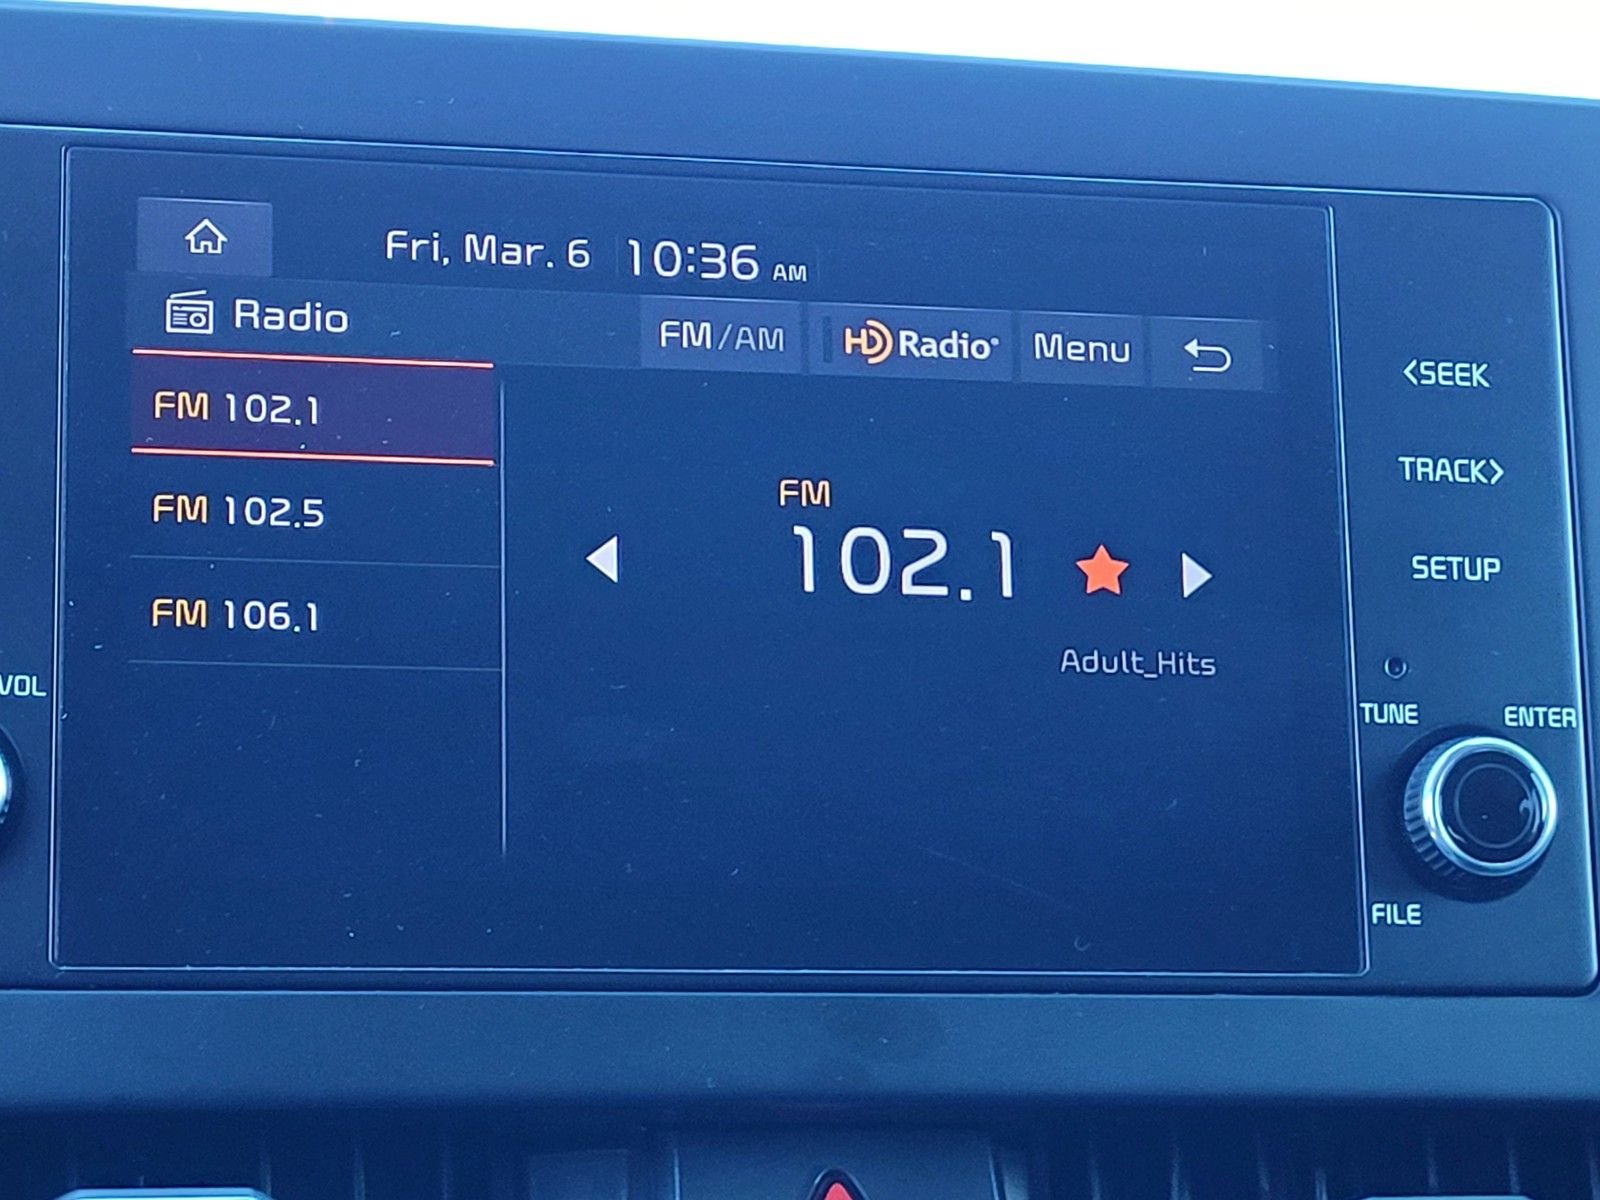 Fri, Mar. 6 10:36 AM
Radio
FM/AM
HD Radio®
Menu
FM 102.1
FM 102.5
FM 106.1
FM
102.1
Adult_Hits
<SEEK
TRACK>
SETUP
VOL
TUNE
ENTER
FILE